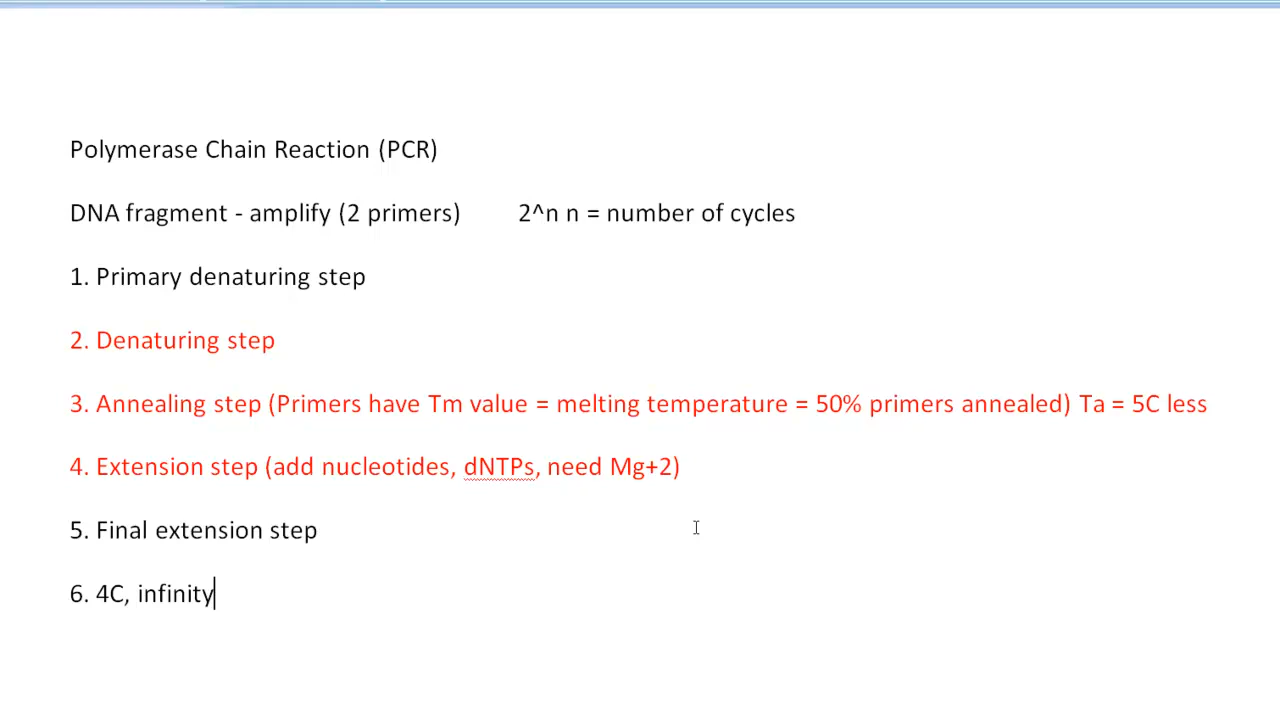 Polymerase Chain Reaction (PCR)
DNA fragment - amplify (2 primers) 2^n n = number of cycles
1. Primary denaturing step
2. Denaturing step
3. Annealing step (Primers have Tm value = melting temperature = 50% primers annealed) Ta = 5C less
4. Extension step (add nucleotides, dNTPs, need Mg+2)
5. Final extension step
6. 4C, infinity